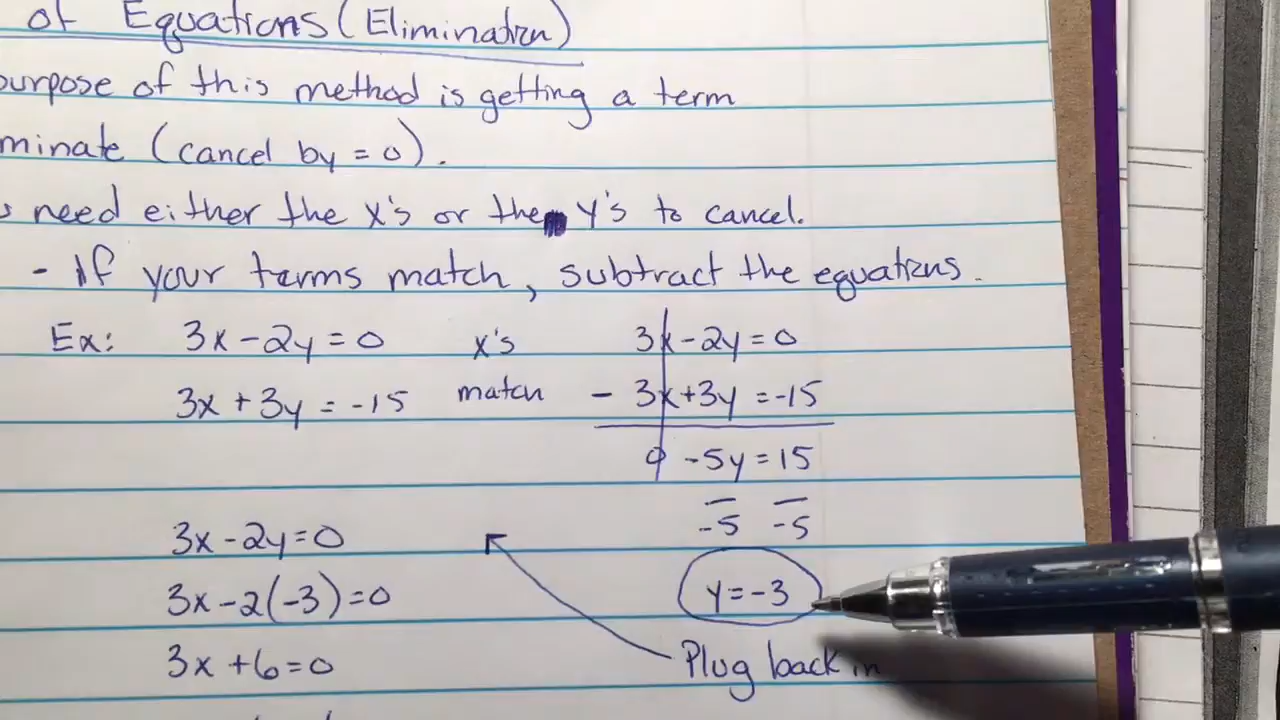 of Equations (Elimination)
purpose of this method is getting a term
minate (cancel by = 0).
need either the x's or the y's to cancel.
- If your terms match, subtract the equations.
Ex: 3x - 2y = 0 x's 3x - 2y = 0
3x + 3y = -15 match - 3x + 3y = -15
0 - 5y = 15
-5 -5
3x - 2y = 0
3x - 2(-3) = 0 y = -3
3x + 6 = 0 Plug back in